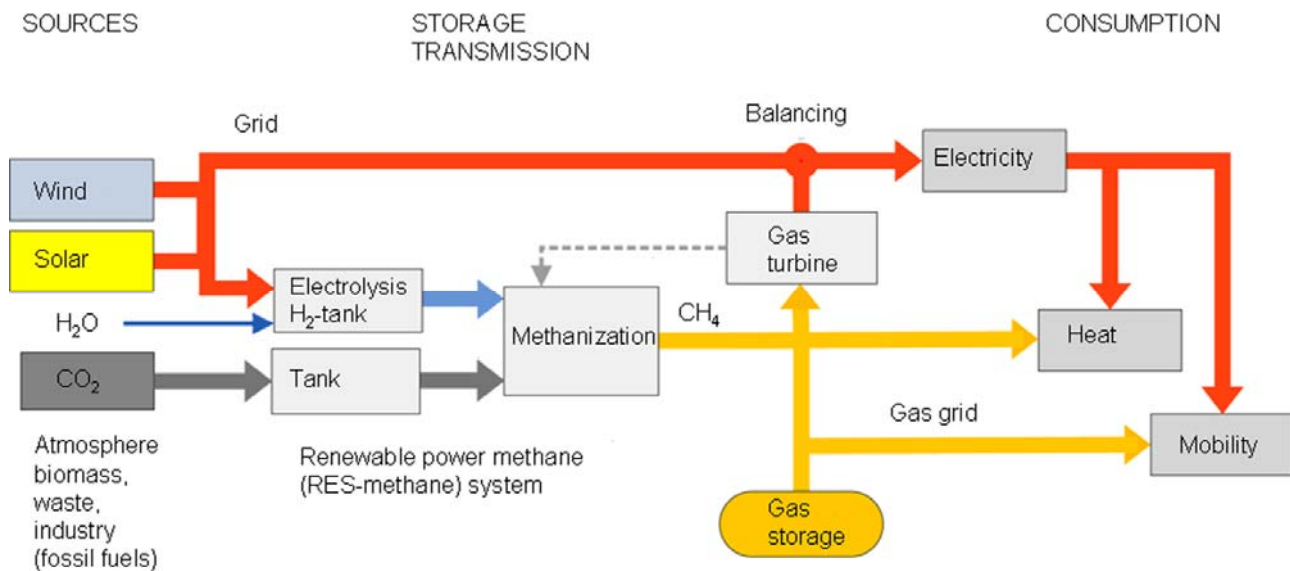 SOURCES
STORAGE
TRANSMISSION
CONSUMPTION
Grid
Balancing
Wind
Electricity
Solar
Gas
turbine
Electrolysis
H₂-tank
H₂O
Methanization
CH₄
Heat
CO₂
Tank
Gas grid
Mobility
Atmosphere
biomass,
waste,
industry
(fossil fuels)
Renewable power methane
(RES-methane) system
Gas
storage